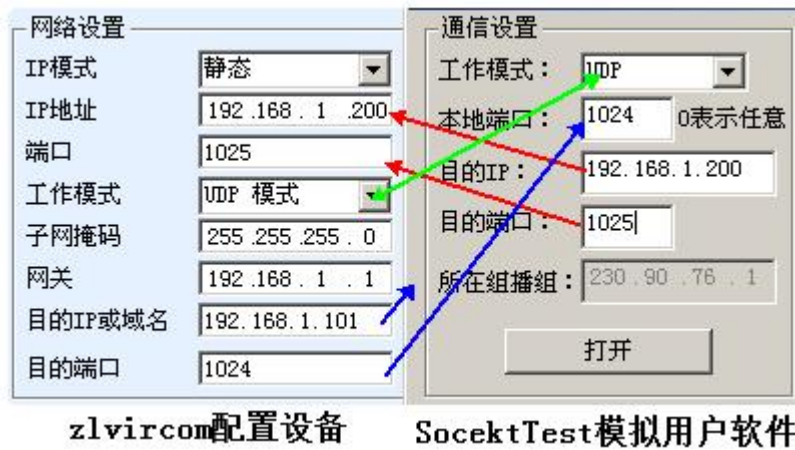 网络设置
IP模式 静态
IP地址 192 .168 . 1 .200
端口 1025
工作模式 UDP 模式
子网掩码 255 .255 .255 . 0
网关 192 .168 . 1 . 1
目的IP或域名 192.168.1.101
目的端口 1024
zlvircom配置设备
通信设置
工作模式： UDP
本地端口： 1024 0表示任意
目的IP： 192.168.1.200
目的端口： 1025
所在组播组： 230 .90 .76 . 1
打开
SocektTest模拟用户软件